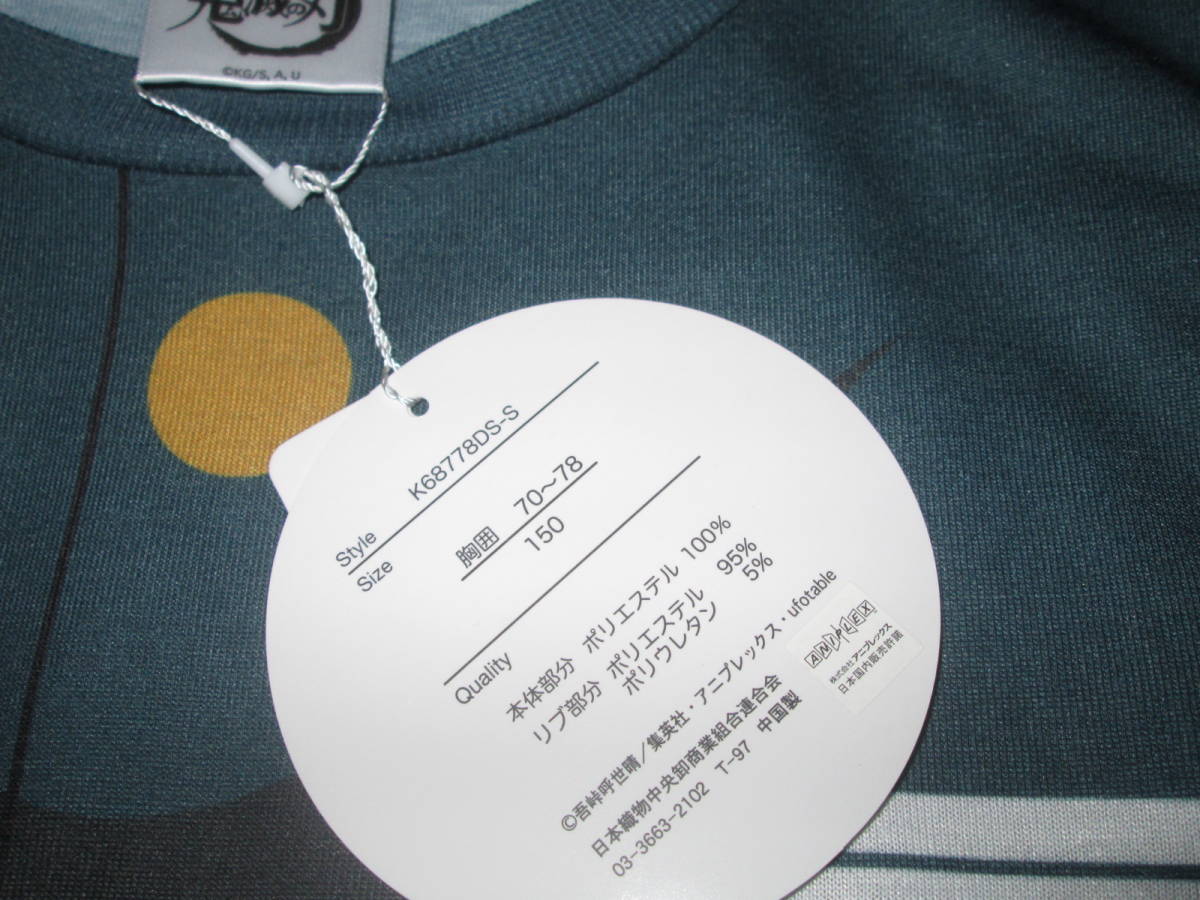 鬼滅の刃
©KG/S, A, U
Style K68778DS-S
Size 胸囲 70～78
150
Quality
本体部分 ポリエステル 100%
リブ部分 ポリエステル 95%
ポリウレタン 5%
©吾峠呼世晴／集英社・アニプレックス・ufotable
日本織物中央卸商業組合連合会
03-3663-2102 T-97 中国製
ANIPLEX
株式会社 アニプレックス
日本国内販売許諾